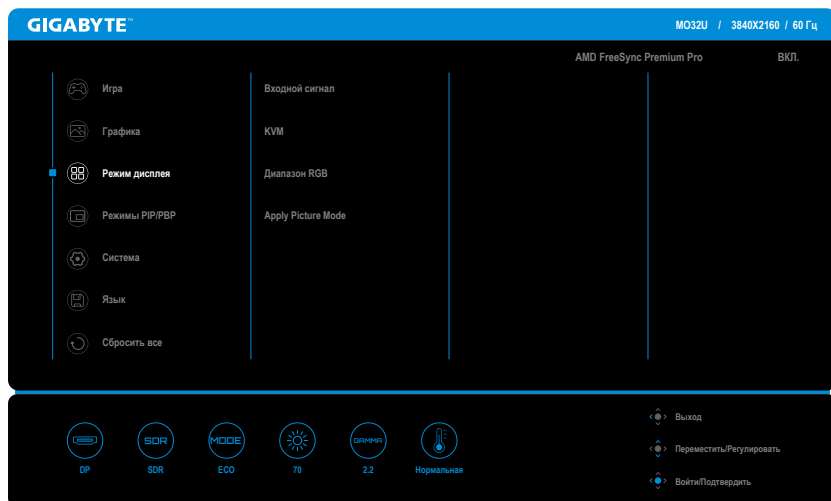 GIGABYTE™
MO32U / 3840X2160 / 60 Гц
AMD FreeSync Premium Pro ВКЛ.
Игра
Графика
Режим дисплея
Режимы PIP/PBP
Система
Язык
Сбросить все
Входной сигнал
KVM
Диапазон RGB
Apply Picture Mode
SDR
MODE
GAMMA
DP
SDR
ECO
70
2.2
Нормальная
Выход
Переместить/Регулировать
Войти/Подтвердить